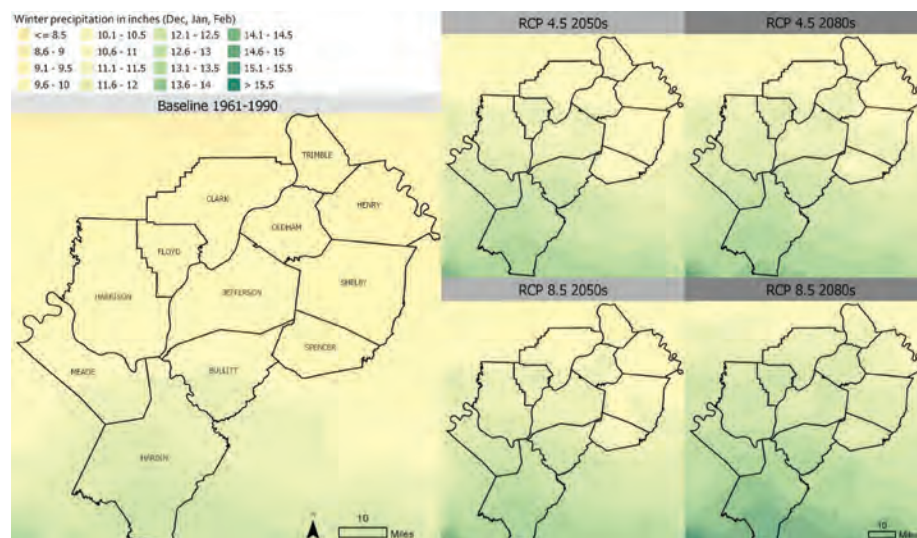 Winter precipitation in inches (Dec, Jan, Feb)
<= 8.5 10.1 - 10.5 12.1 - 12.5 14.1 - 14.5
8.6 - 9 10.6 - 11 12.6 - 13 14.6 - 15
9.1 - 9.5 11.1 - 11.5 13.1 - 13.5 15.1 - 15.5
9.6 - 10 11.6 - 12 13.6 - 14 > 15.5
Baseline 1961-1990
TRIMBLE
CLARK
HENRY
OLDHAM
FLOYD
SHELBY
HARRISON
JEFFERSON
SPENCER
MEADE
BULLITT
HARDIN
N
10
Miles
RCP 4.5 2050s
RCP 4.5 2080s
RCP 8.5 2050s
RCP 8.5 2080s
10
Miles